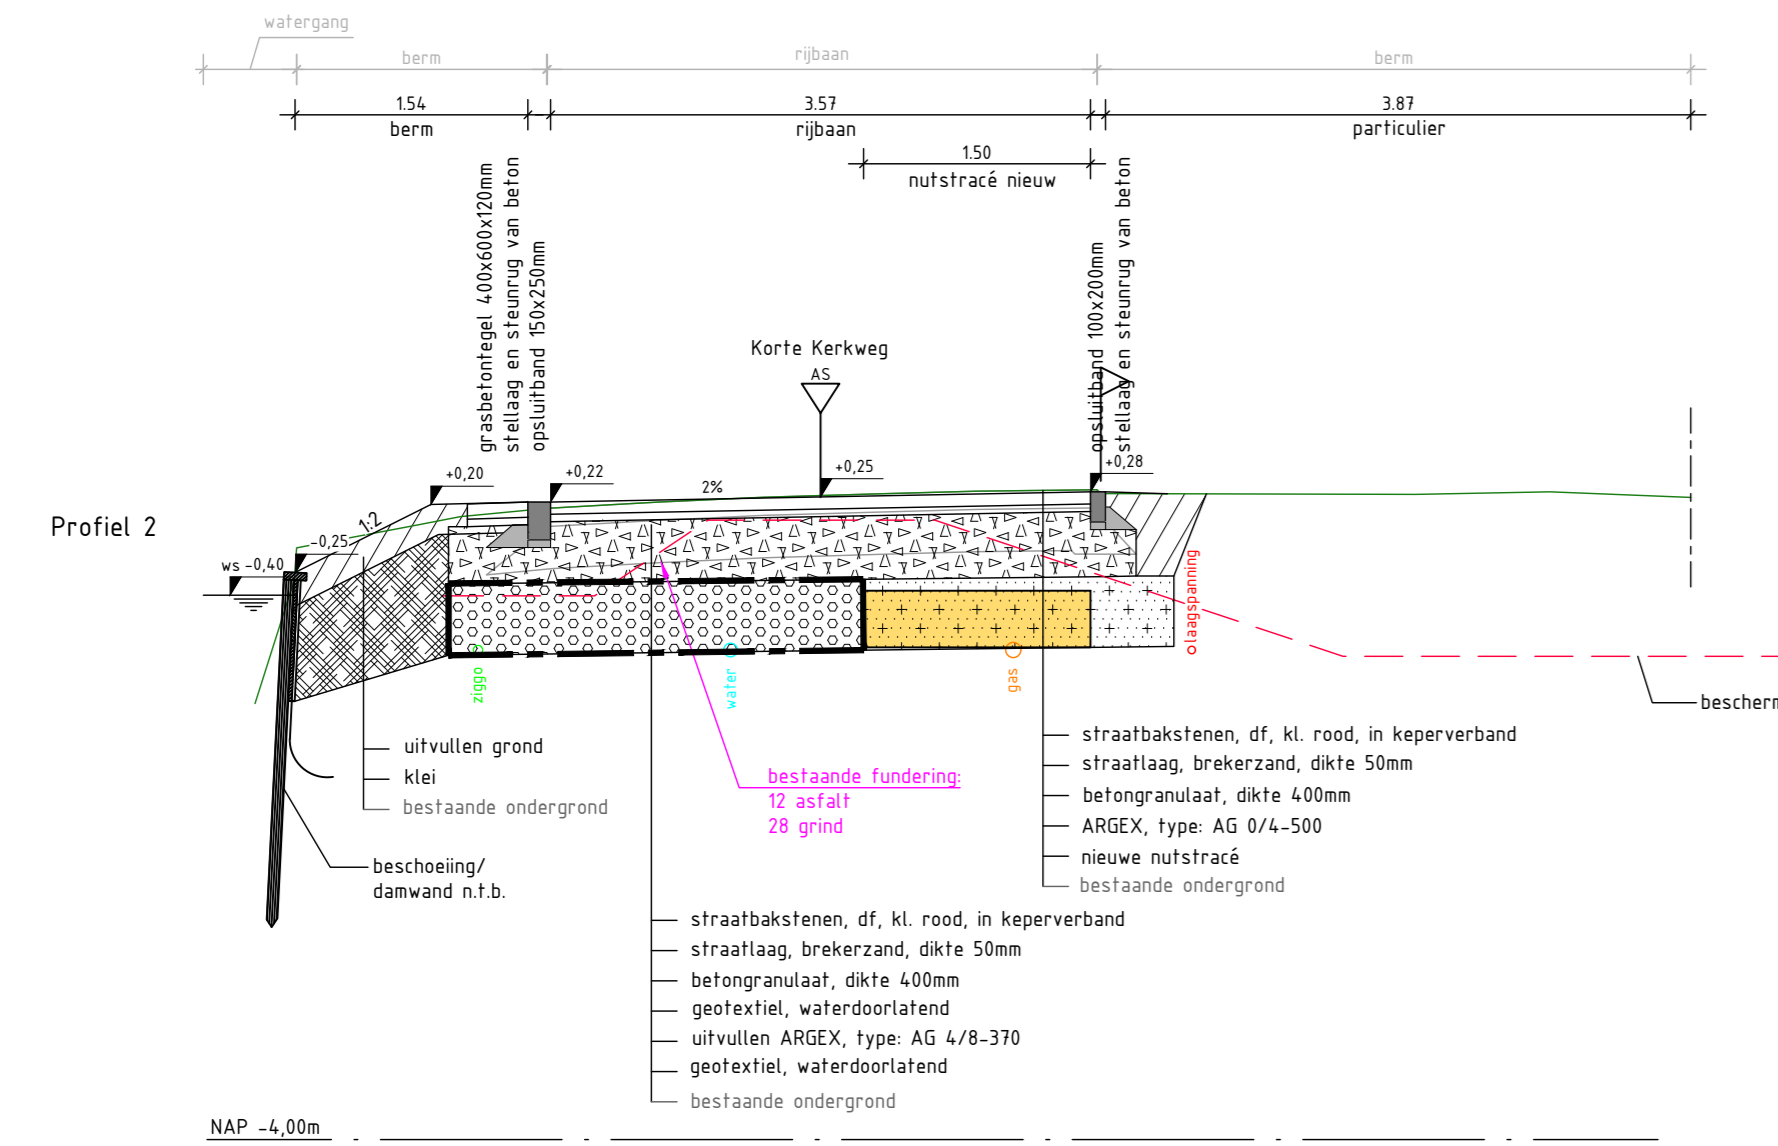 watergang
berm
rijbaan
berm
1.54
3.57
3.87
berm
rijbaan
particulier
1.50
nutstracé nieuw
grasbetontegel 400x600x120mm
stellaag en steunrug van beton
opsluitband 150x250mm
opsluitband 100x200mm
stellaag en steunrug van beton
Korte Kerkweg
AS
+0,20
+0,22
2%
+0,25
+0,28
Profiel 2
1:2
-0,25
ws -0,40
laagspanning
ziggo
water
gas
bescherm
uitvullen grond
klei
bestaande ondergrond
bestaande fundering:
12 asfalt
28 grind
straatbakstenen, df, kl. rood, in keperverband
straatlaag, brekerzand, dikte 50mm
betongranulaat, dikte 400mm
ARGEX, type: AG 0/4-500
nieuwe nutstracé
bestaande ondergrond
beschoeiing/
damwand n.t.b.
straatbakstenen, df, kl. rood, in keperverband
straatlaag, brekerzand, dikte 50mm
betongranulaat, dikte 400mm
geotextiel, waterdoorlatend
uitvullen ARGEX, type: AG 4/8-370
geotextiel, waterdoorlatend
bestaande ondergrond
NAP -4,00m